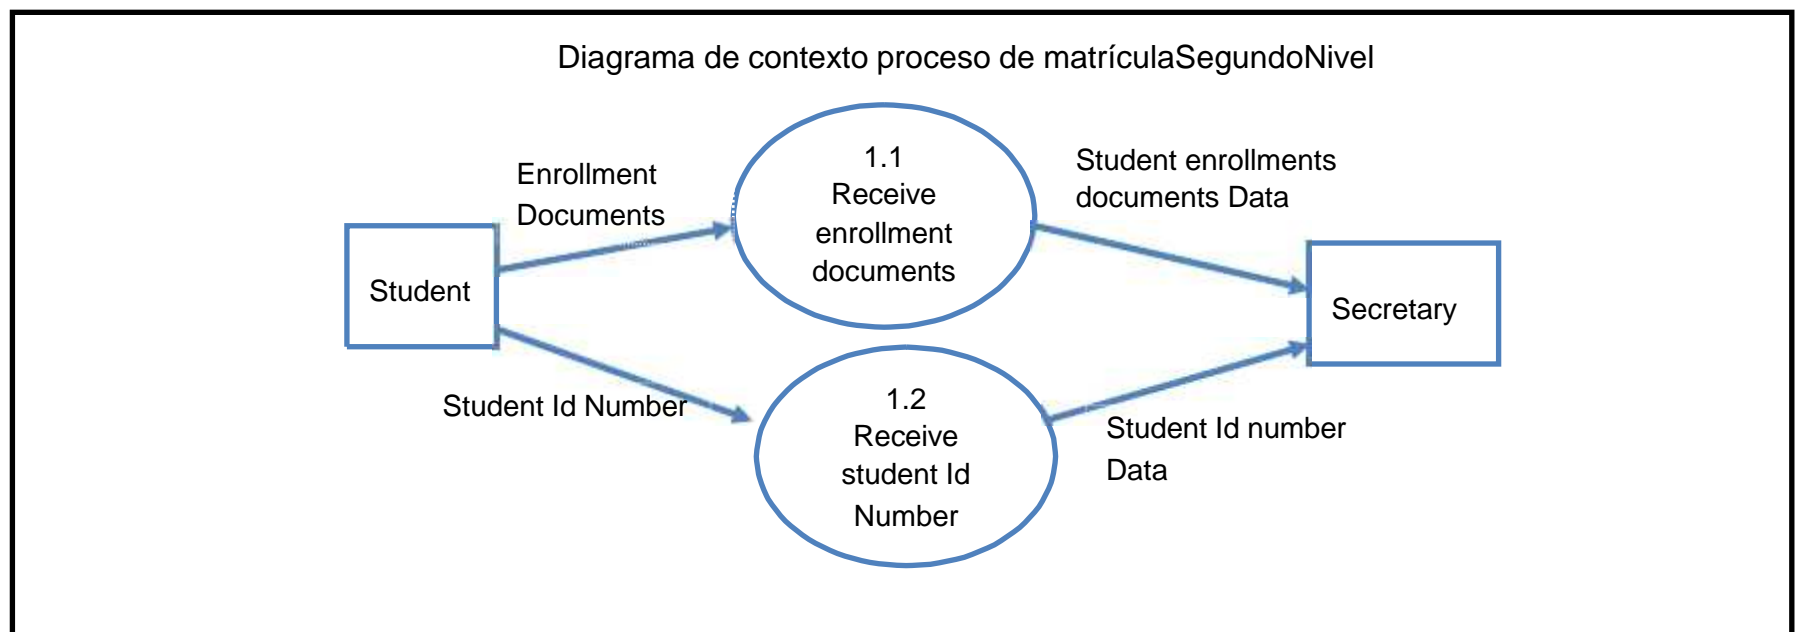 Diagrama de contexto proceso de matrículaSegundoNivel
Enrollment
Documents
1.1
Receive
enrollment
documents
Student enrollments
documents Data
Student
Secretary
Student Id Number
1.2
Receive
student Id
Number
Student Id number
Data